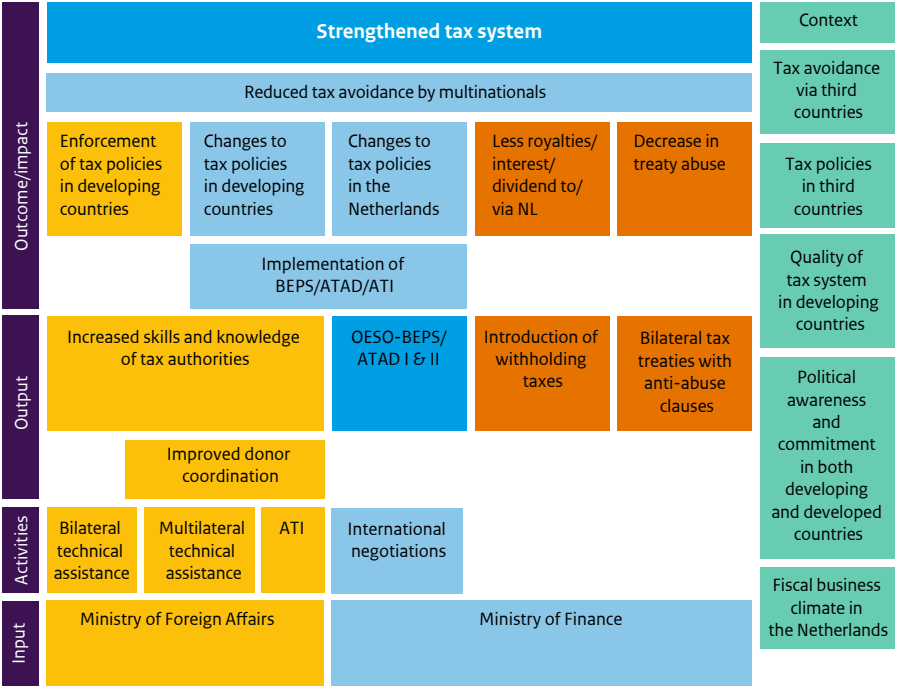 Strengthened tax system
Reduced tax avoidance by multinationals
Outcome/impact
Enforcement
of tax policies
in developing
countries
Changes to
tax policies
in developing
countries
Changes to
tax policies
in the
Netherlands
Less royalties/
interest/
dividend to/
via NL
Decrease in
treaty abuse
Implementation of
BEPS/ATAD/ATI
Output
Increased skills and knowledge
of tax authorities
OESO-BEPS/
ATAD I & II
Introduction of
withholding
taxes
Bilateral tax
treaties with
anti-abuse
clauses
Improved donor
coordination
Activities
Bilateral
technical
assistance
Multilateral
technical
assistance
ATI
International
negotiations
Input
Ministry of Foreign Affairs
Ministry of Finance
Context
Tax avoidance
via third
countries
Tax policies
in third
countries
Quality of
tax system
in developing
countries
Political
awareness
and
commitment
in both
developing
and developed
countries
Fiscal business
climate in
the Netherlands